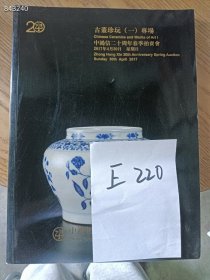 843240
20
古董珍玩(一)專場
Chinese Ceramics and Works of Art I
中鴻信二十周年春季拍賣會
2017年4月30日 星期日
Zhong Hong Xin 20th Anniversary Spring Auction
Sunday 30th April 2017
E 220